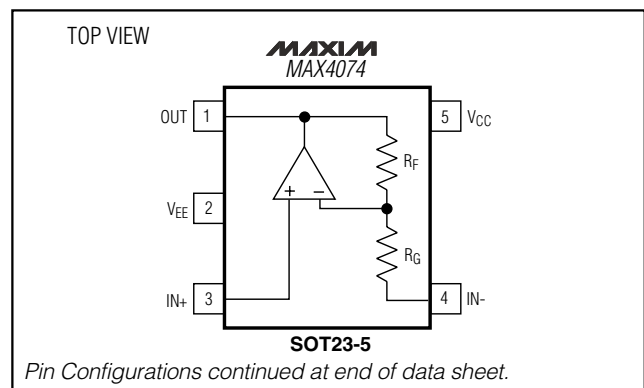 TOP VIEW
MAXIM
MAX4074
OUT 1
5 VCC
RF
+ −
VEE 2
RG
IN+ 3
4 IN-
SOT23-5
Pin Configurations continued at end of data sheet.